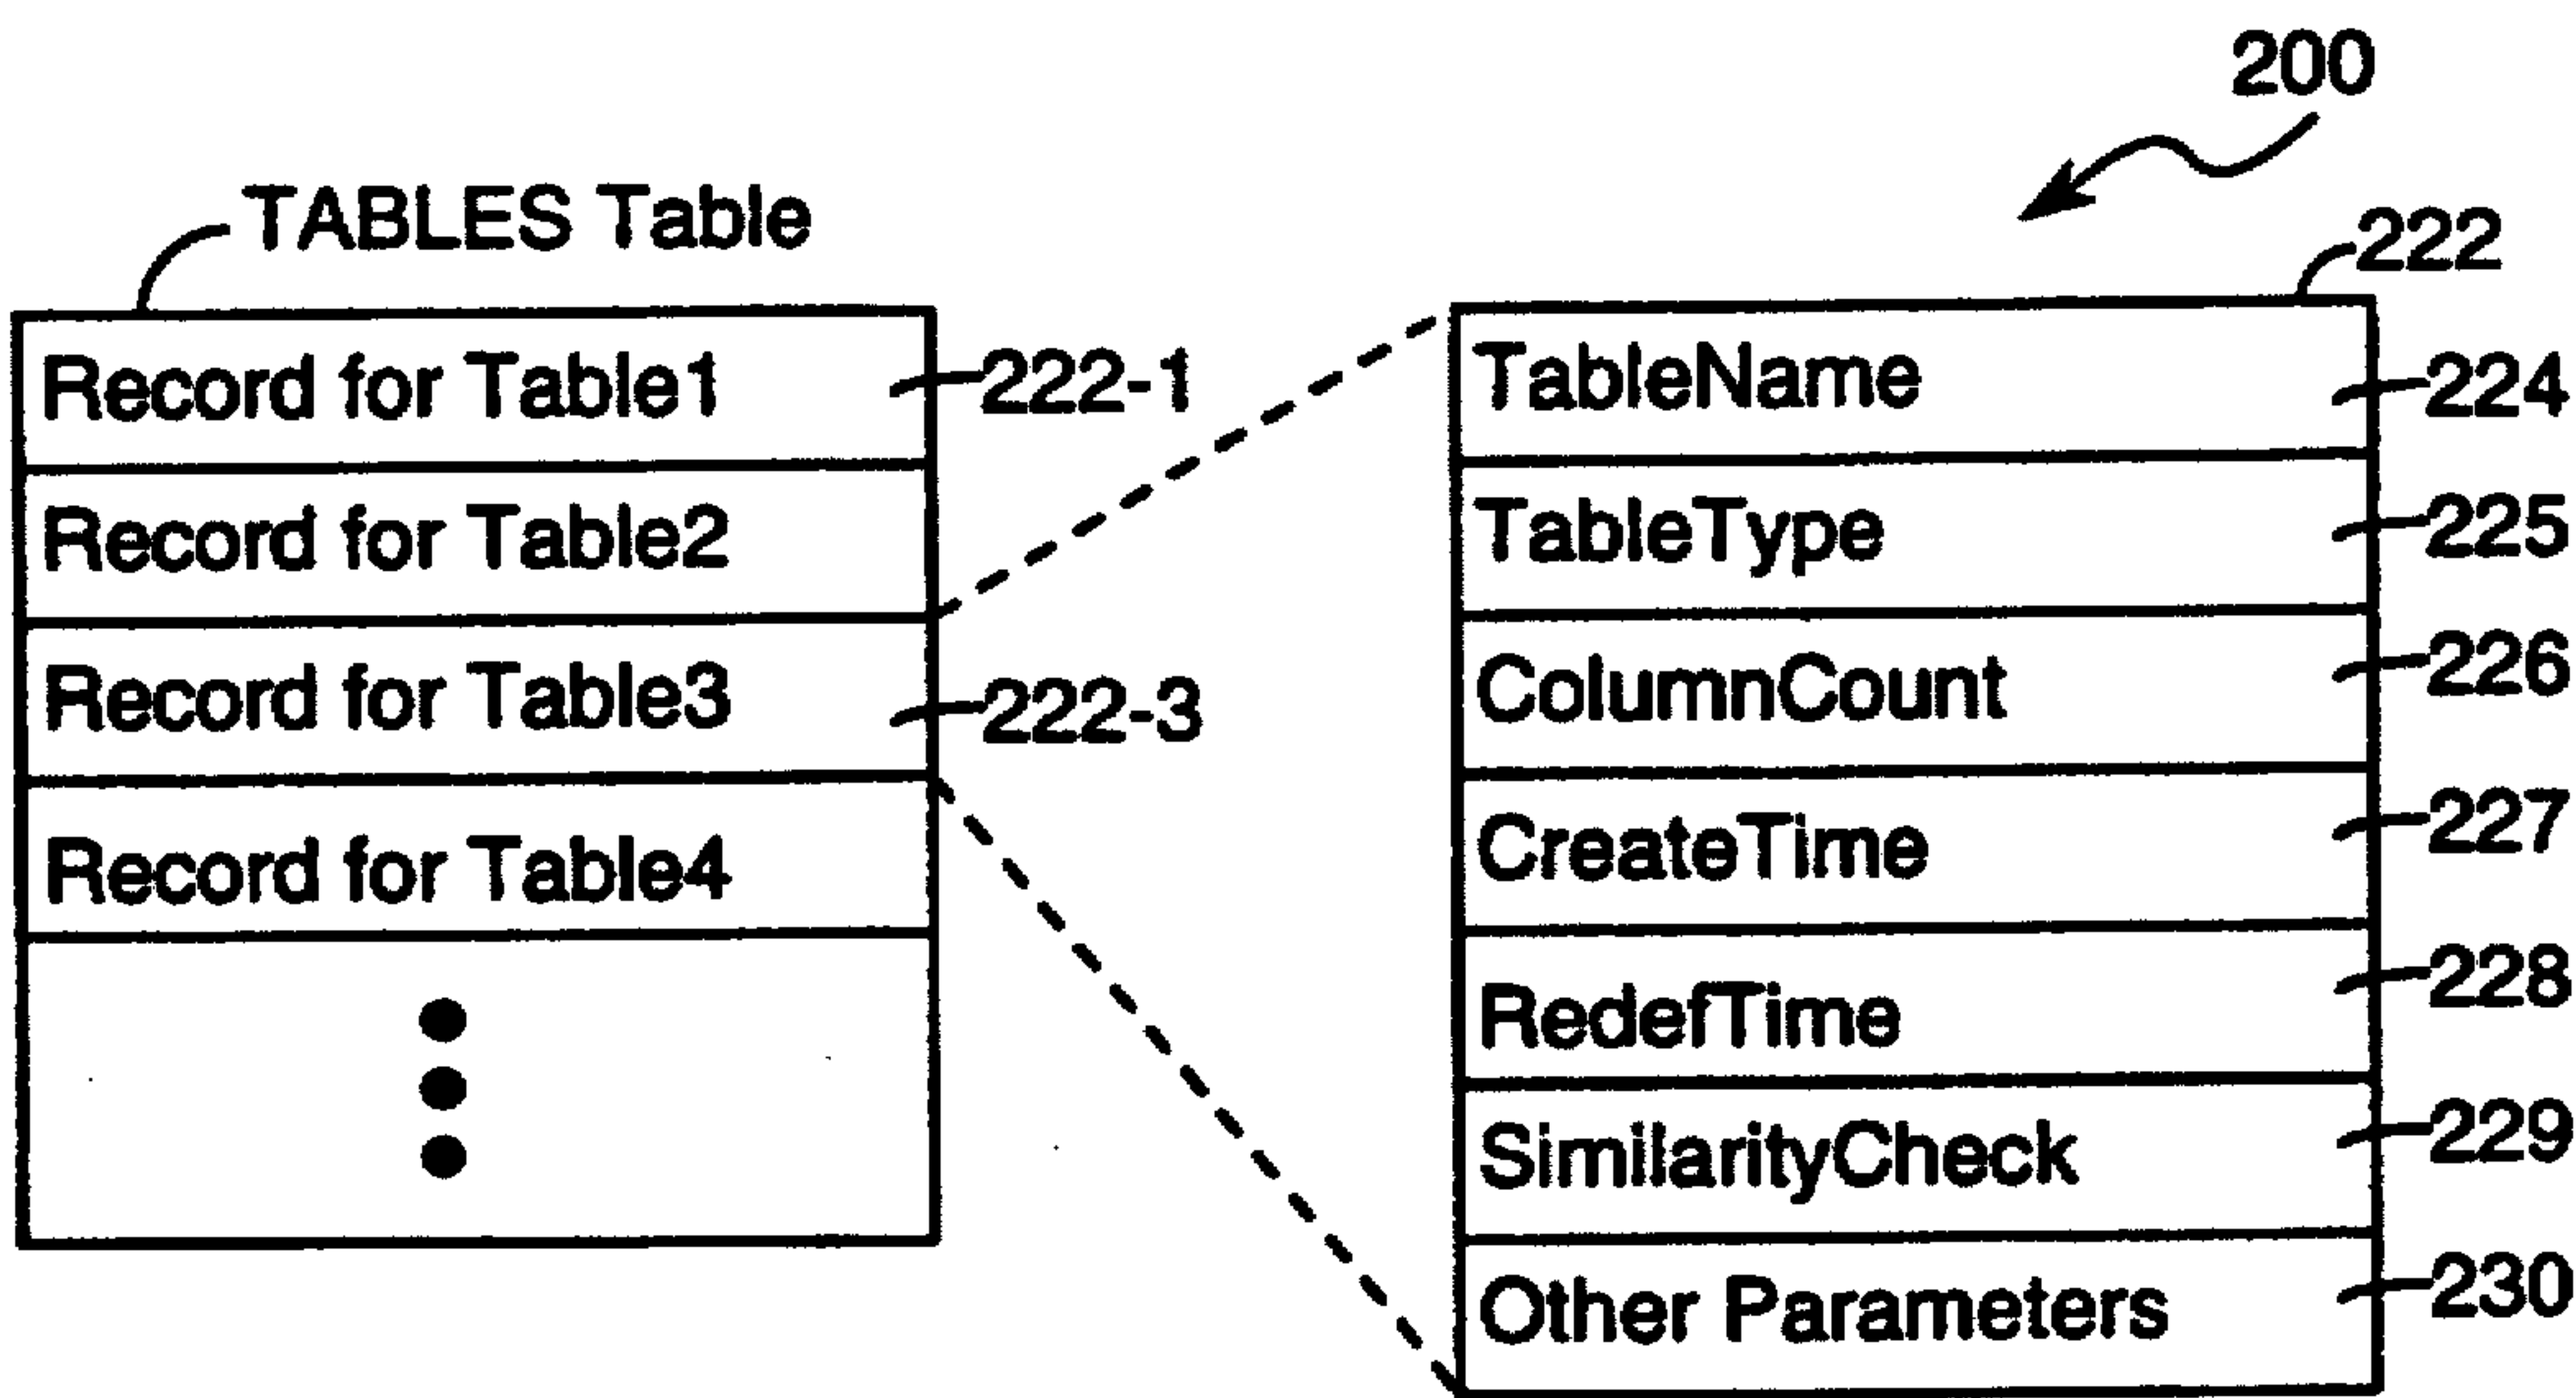 200
TABLES Table
222
Record for Table1
222-1
Record for Table2
Record for Table3
222-3
Record for Table4
TableName
224
TableType
225
ColumnCount
226
CreateTime
227
RedefTime
228
SimilarityCheck
229
Other Parameters
230